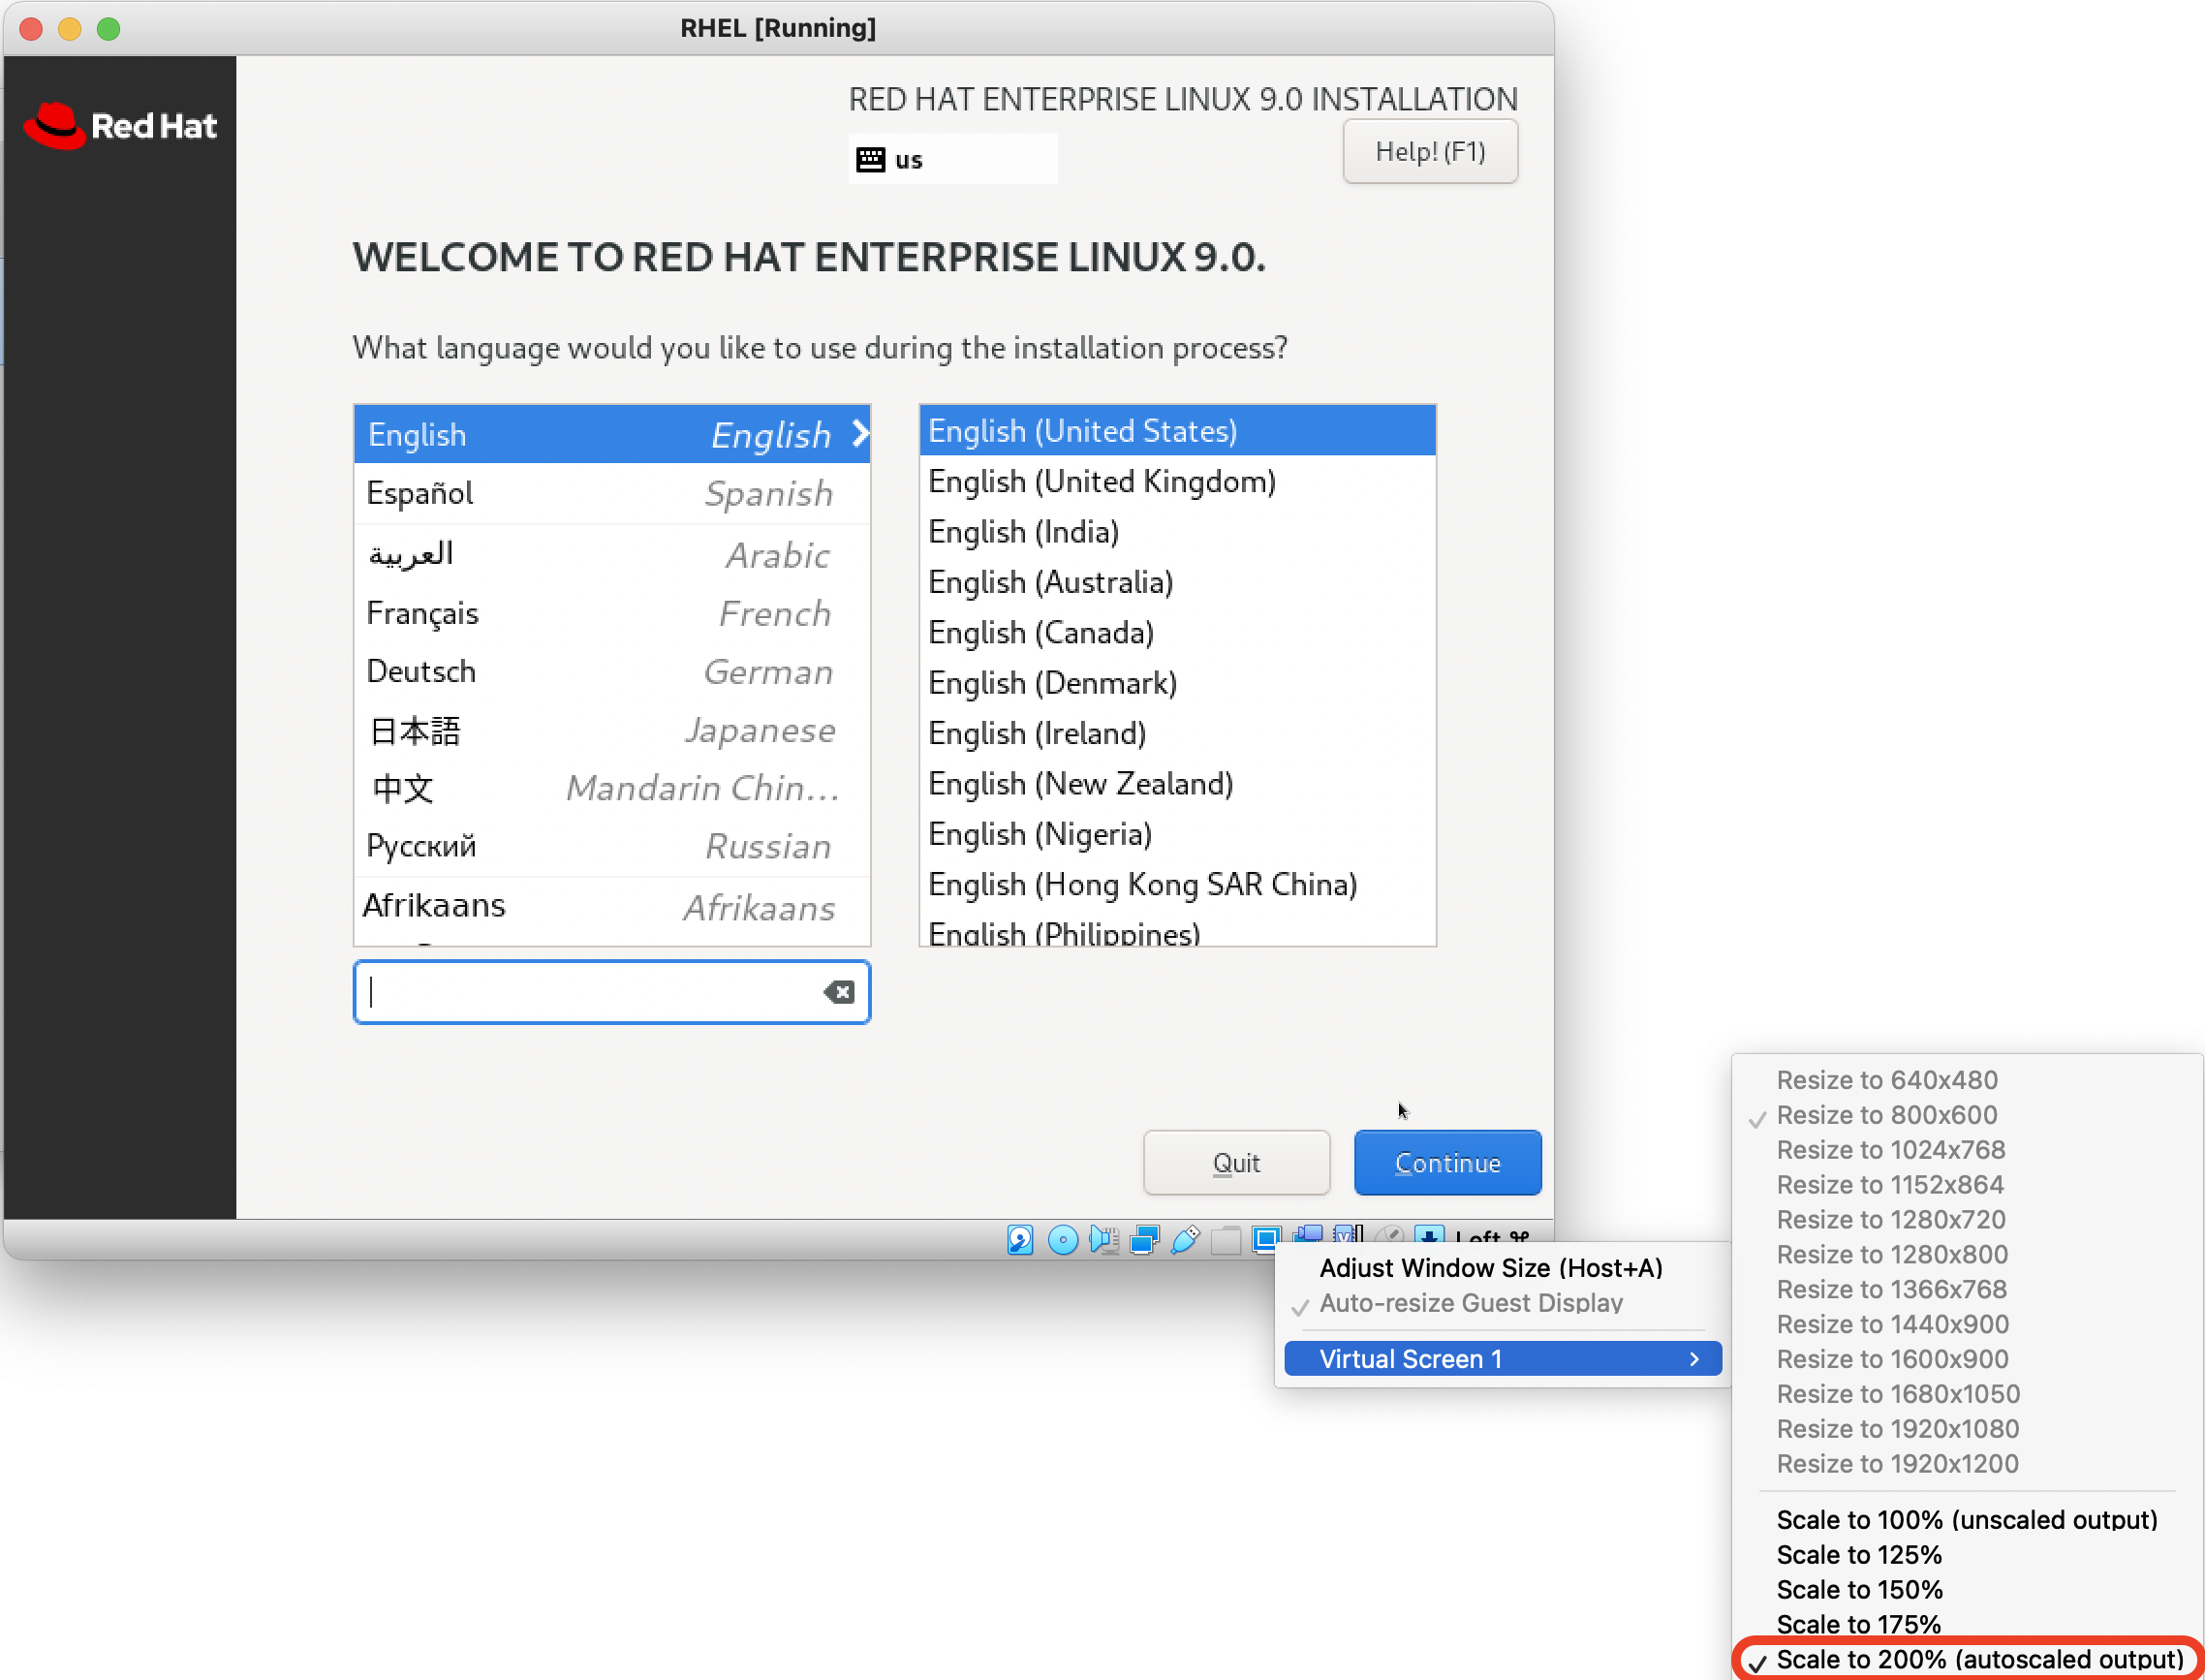 RHEL [Running]
Red Hat
RED HAT ENTERPRISE LINUX 9.0 INSTALLATION
us
Help! (F1)
WELCOME TO RED HAT ENTERPRISE LINUX 9.0.
What language would you like to use during the installation process?
English English
Español Spanish
العربية Arabic
Français French
Deutsch German
日本語 Japanese
中文 Mandarin Chin...
Русский Russian
Afrikaans Afrikaans
English (United States)
English (United Kingdom)
English (India)
English (Australia)
English (Canada)
English (Denmark)
English (Ireland)
English (New Zealand)
English (Nigeria)
English (Hong Kong SAR China)
English (Philippines)
Quit
Continue
Left ⌘
Adjust Window Size (Host+A)
Auto-resize Guest Display
Virtual Screen 1
Resize to 640x480
Resize to 800x600
Resize to 1024x768
Resize to 1152x864
Resize to 1280x720
Resize to 1280x800
Resize to 1366x768
Resize to 1440x900
Resize to 1600x900
Resize to 1680x1050
Resize to 1920x1080
Resize to 1920x1200
Scale to 100% (unscaled output)
Scale to 125%
Scale to 150%
Scale to 175%
Scale to 200% (autoscaled output)